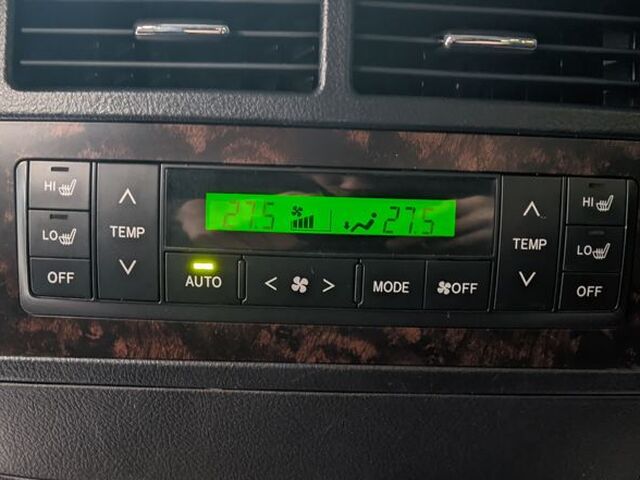 HI
LO
OFF
TEMP
27.5
27.5
AUTO
< >
MODE
OFF
TEMP
HI
LO
OFF